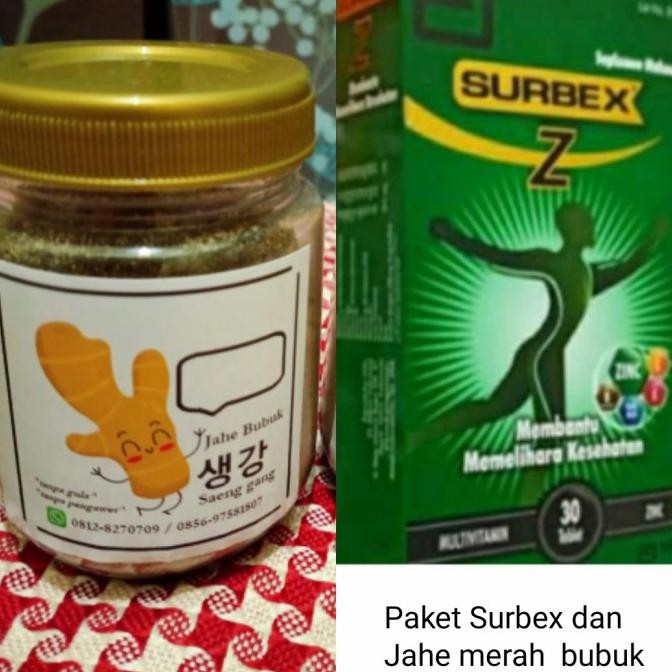 Jahe Bubuk
생강
Saeng gang
"tanpa gula"
"tanpa pengawet"
0812-8270709 / 0856-97581807
SURBEX
Z
ZINC
Membantu
Memelihara Kesehatan
30
Tablet
MULTIVITAMIN
ZINC
Paket Surbex dan
Jahe merah bubuk